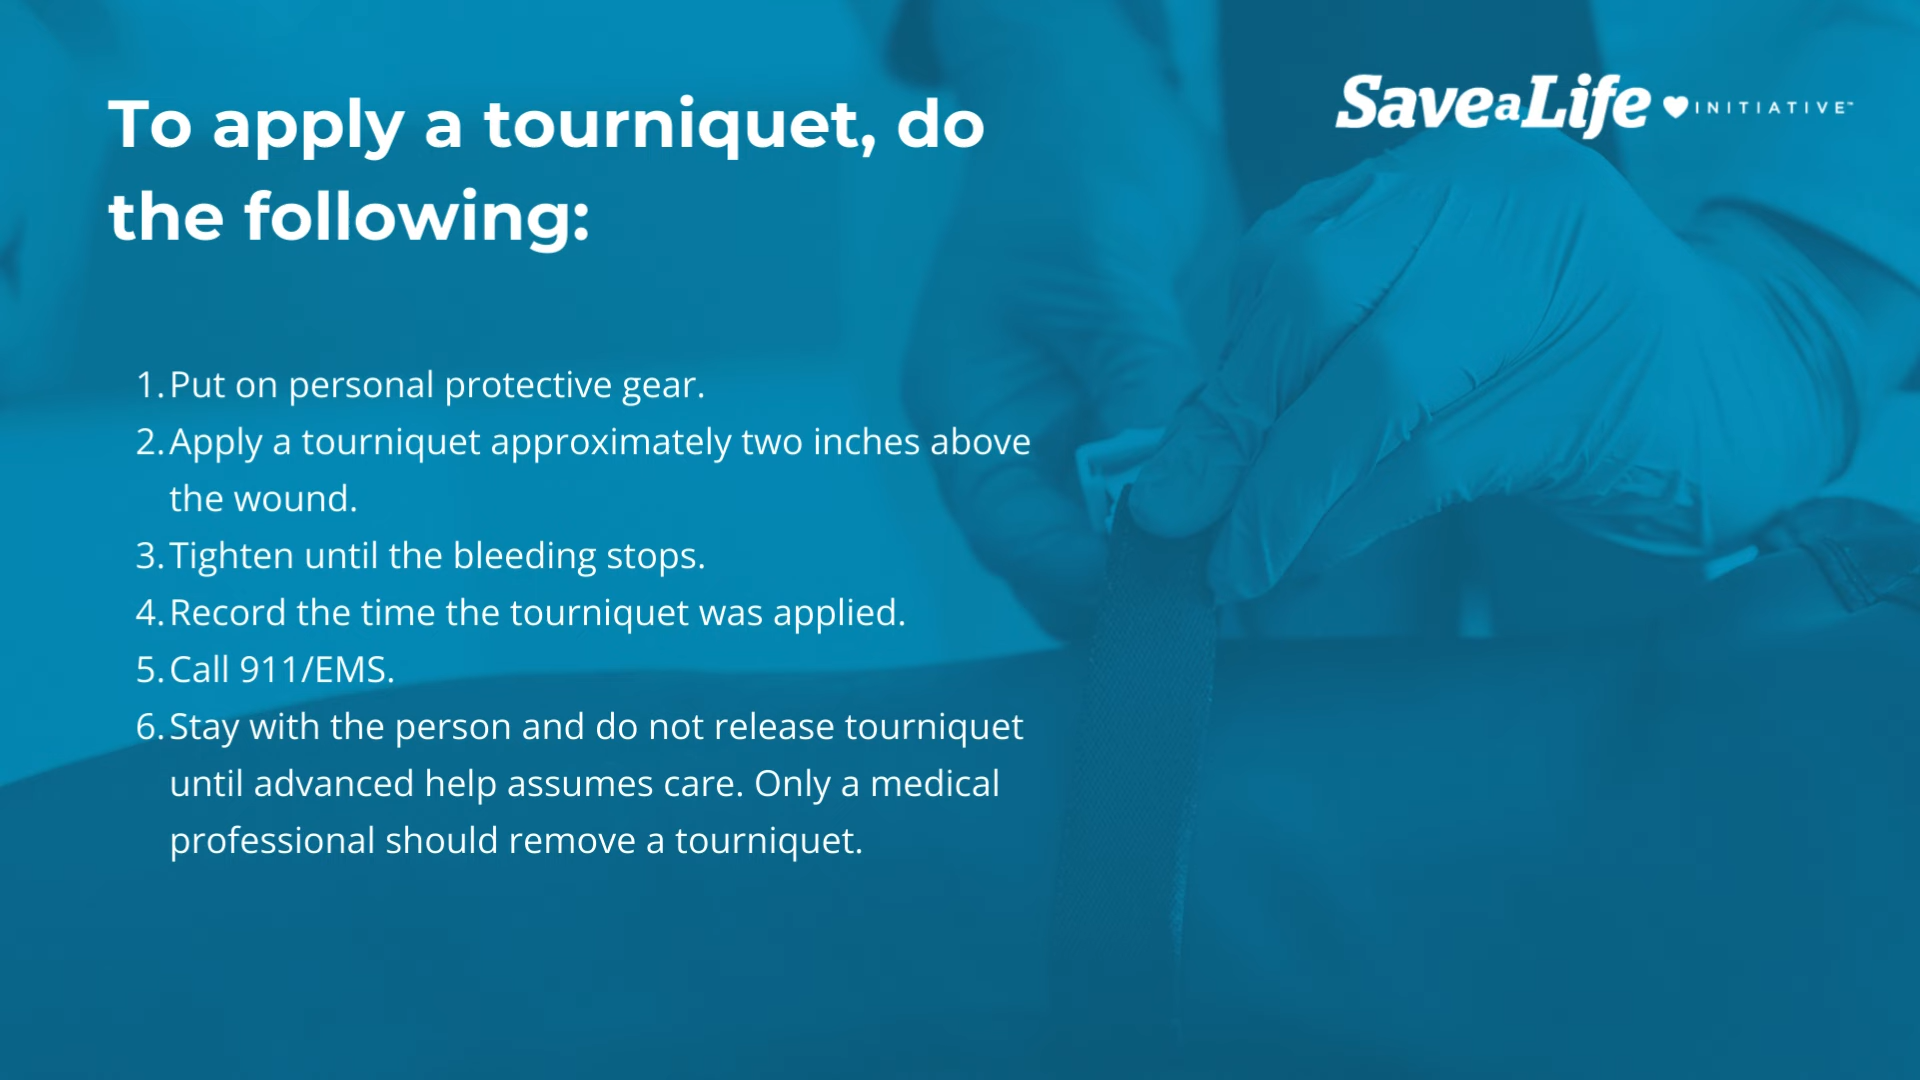 SaveaLife INITIATIVE™
To apply a tourniquet, do
the following:
1. Put on personal protective gear.
2. Apply a tourniquet approximately two inches above
the wound.
3. Tighten until the bleeding stops.
4. Record the time the tourniquet was applied.
5. Call 911/EMS.
6. Stay with the person and do not release tourniquet
until advanced help assumes care. Only a medical
professional should remove a tourniquet.